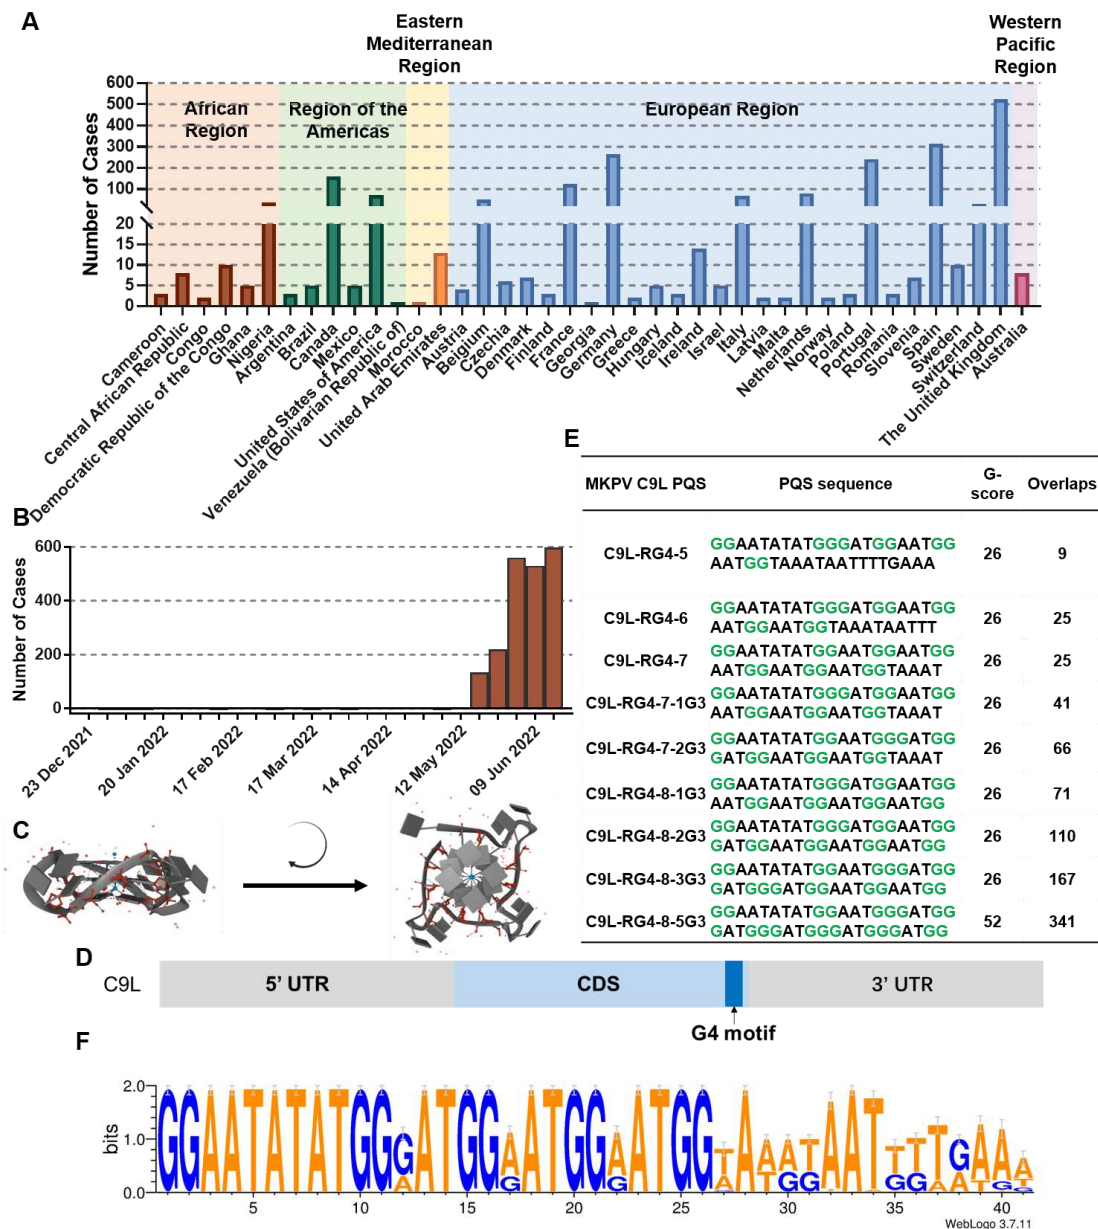 A
Eastern
Mediterranean
Region
Western
Pacific
Region
African
Region
Region of the
Americas
European Region
Number of Cases
Number of Cases
600
500
400
300
200
100
20
15
10
5
0
Cameroon
Central African Republic
Congo
Democratic Republic of the Congo
Ghana
Nigeria
Argentina
Brazil
Canada
Mexico
United States of America
Venezuela (Bolivarian Republic of)
Morocco
United Arab Emirates
Austria
Belgium
Czechia
Denmark
Finland
France
Georgia
Germany
Greece
Hungary
Iceland
Ireland
Israel
Italy
Latvia
Malta
Netherlands
Norway
Poland
Portugal
Romania
Slovenia
Spain
Sweden
Switzerland
The Unitied Kingdom
Australia
B
600
400
200
0
23 Dec 2021
20 Jan 2022
17 Feb 2022
17 Mar 2022
14 Apr 2022
12 May 2022
09 Jun 2022
C
E
MKPV C9L PQS PQS sequence G-score Overlaps
C9L-RG4-5 GGAATATATGGGATGGAATGG 26 9
AATGGTAAATAATTTTGAAA
C9L-RG4-6 GGAATATATGGGATGGAATGG 26 25
AATGGAATGGTAAATAATTT
C9L-RG4-7 GGAATATATGGAATGGAATGG 26 25
AATGGAATGGAATGGTAAAT
C9L-RG4-7-1G3 GGAATATATGGGATGGAATGG 26 41
AATGGAATGGAATGGTAAAT
C9L-RG4-7-2G3 GGAATATATGGAATGGGATGG 26 66
GATGGAATGGAATGGTAAAT
C9L-RG4-8-1G3 GGAATATATGGGATGGAATGG 26 71
AATGGAATGGAATGGAATGG
C9L-RG4-8-2G3 GGAATATATGGGATGGAATGG 26 110
GATGGAATGGAATGGAATGG
C9L-RG4-8-3G3 GGAATATATGGAATGGGATGG 26 167
GATGGGATGGAATGGAATGG
C9L-RG4-8-5G3 GGAATATATGGAATGGGATGG 52 341
GATGGGATGGGATGGGATGG
D
C9L
5' UTR
CDS
3' UTR
G4 motif
F
bits
2.0
1.0
0.0
GGAATATATGGGATGGAATGGAATGGTAAATAATTTTGAAA
5
10
15
20
25
30
35
40
WebLogo 3.7.11